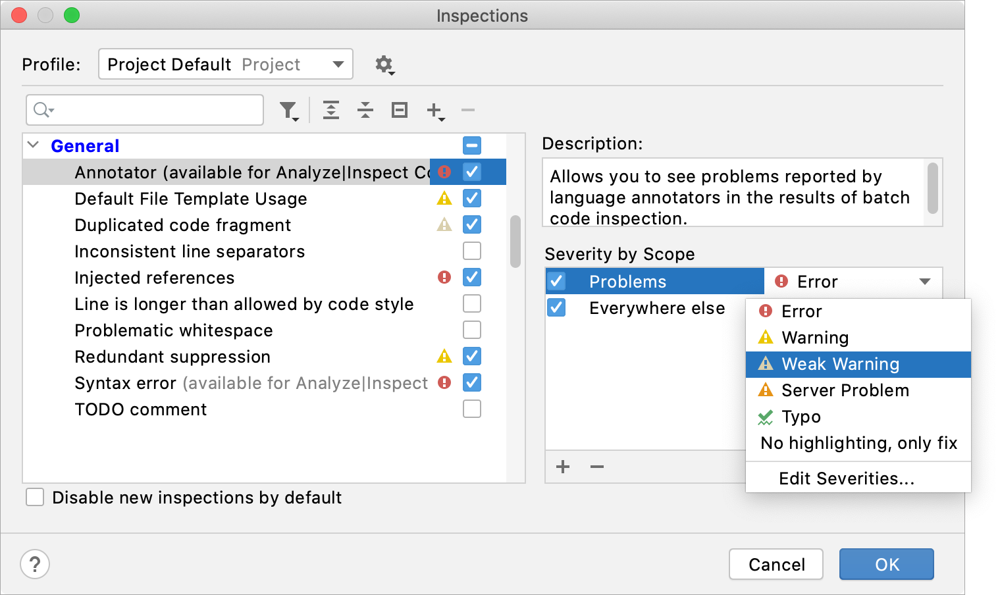 Inspections
Profile: Project Default Project
General
Annotator (available for Analyze|Inspect Co
Default File Template Usage
Duplicated code fragment
Inconsistent line separators
Injected references
Line is longer than allowed by code style
Problematic whitespace
Redundant suppression
Syntax error (available for Analyze|Inspect
TODO comment
Disable new inspections by default
Description:
Allows you to see problems reported by
language annotators in the results of batch
code inspection.
Severity by Scope
Problems Error
Everywhere else
Error
Warning
Weak Warning
Server Problem
Typo
No highlighting, only fix
Edit Severities...
?
Cancel
OK